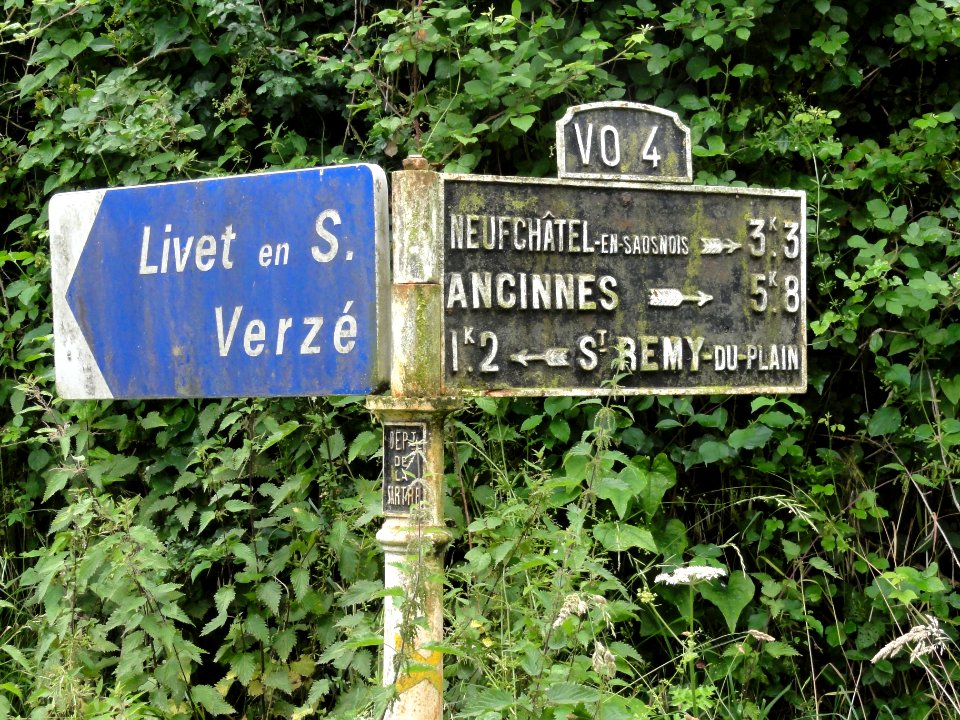 Livet en S.
Verzé
VO 4
NEUFCHÂTEL-EN-SAOSNOIS 3K3
ANCINNES 5K8
1K2 ST REMY-DU-PLAIN
DEPT
DE
LA
SARTHE